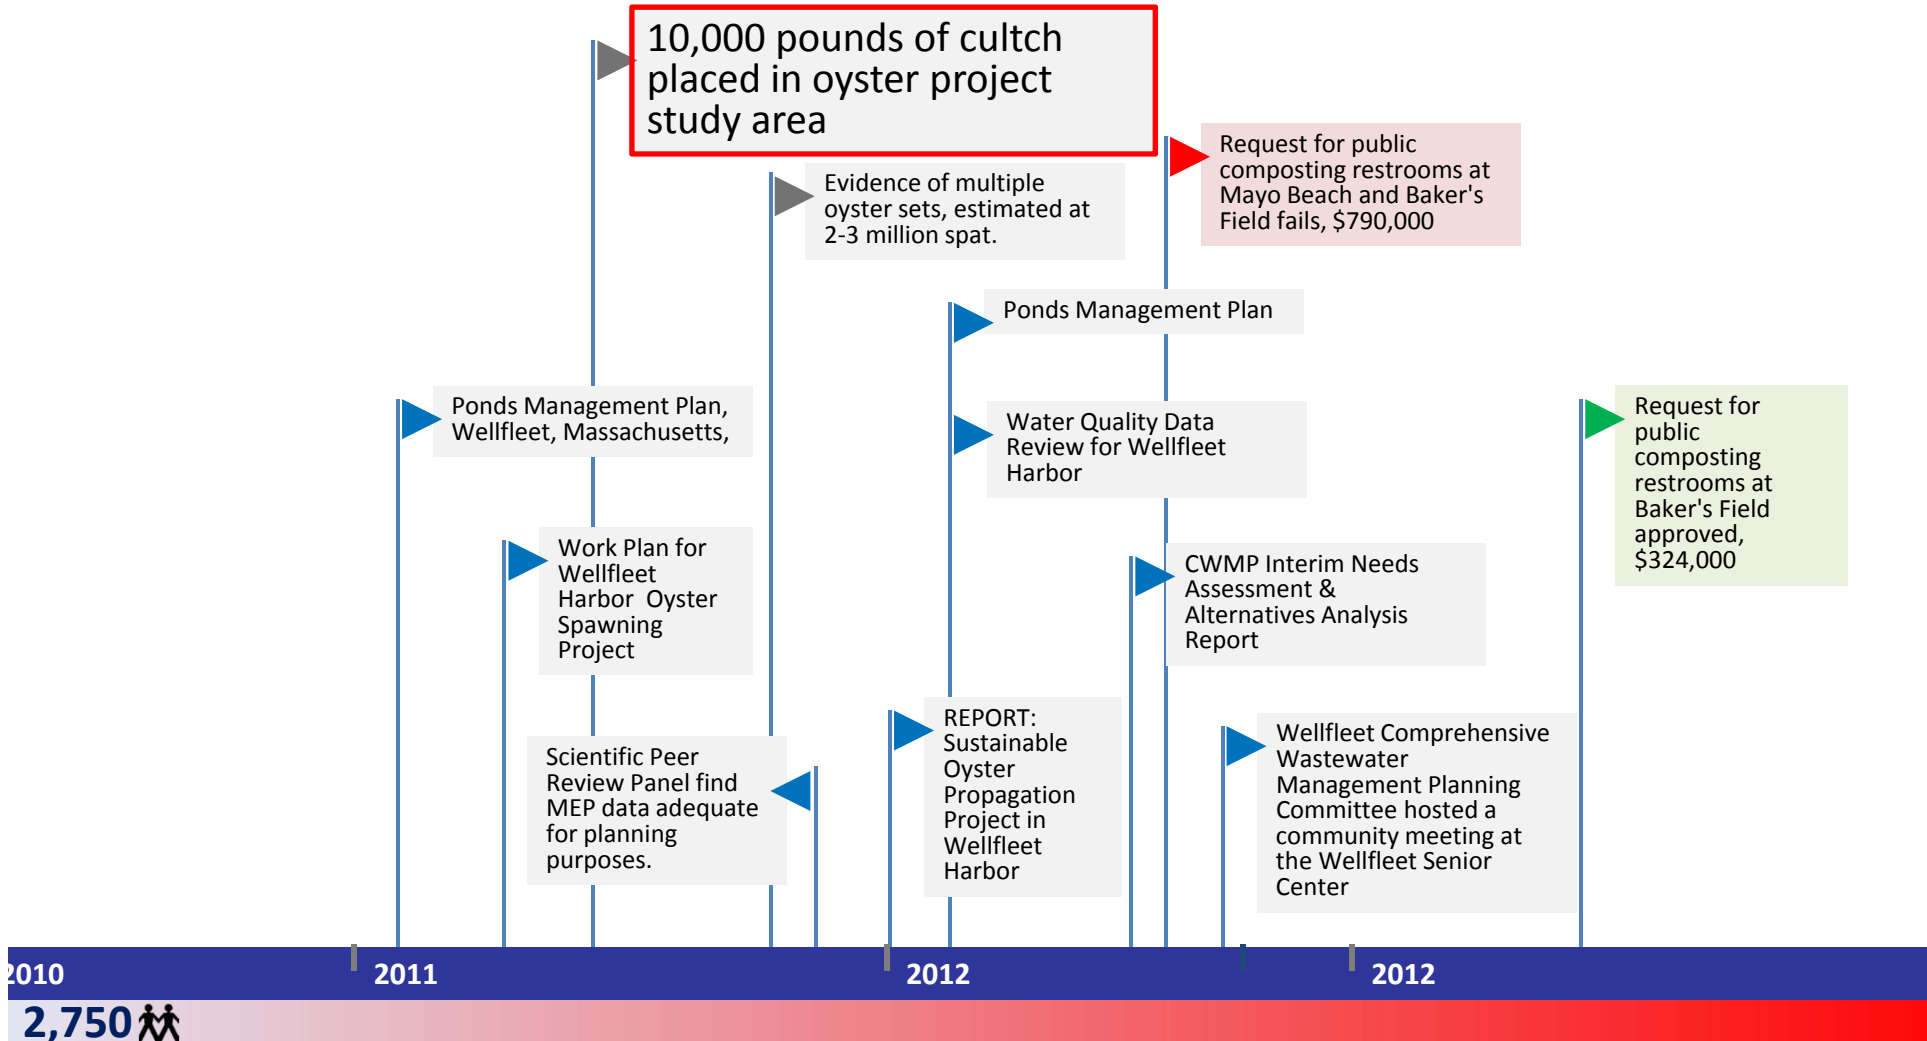 10,000 pounds of cultch
placed in oyster project
study area
Request for public
composting restrooms at
Mayo Beach and Baker's
Field fails, $790,000
Evidence of multiple
oyster sets, estimated at
2-3 million spat.
Ponds Management Plan
Ponds Management Plan,
Wellfleet, Massachusetts,
Water Quality Data
Review for Wellfleet
Harbor
Request for
public
composting
restrooms at
Baker's Field
approved,
$324,000
Work Plan for
Wellfleet
Harbor  Oyster
Spawning
Project
CWMP Interim Needs
Assessment &
Alternatives Analysis
Report
Scientific Peer
Review Panel find
MEP data adequate
for planning
purposes.
REPORT:
Sustainable
Oyster
Propagation
Project in
Wellfleet
Harbor
Wellfleet Comprehensive
Wastewater
Management Planning
Committee hosted a
community meeting at
the Wellfleet Senior
Center
2010
2011
2012
2012
2,750